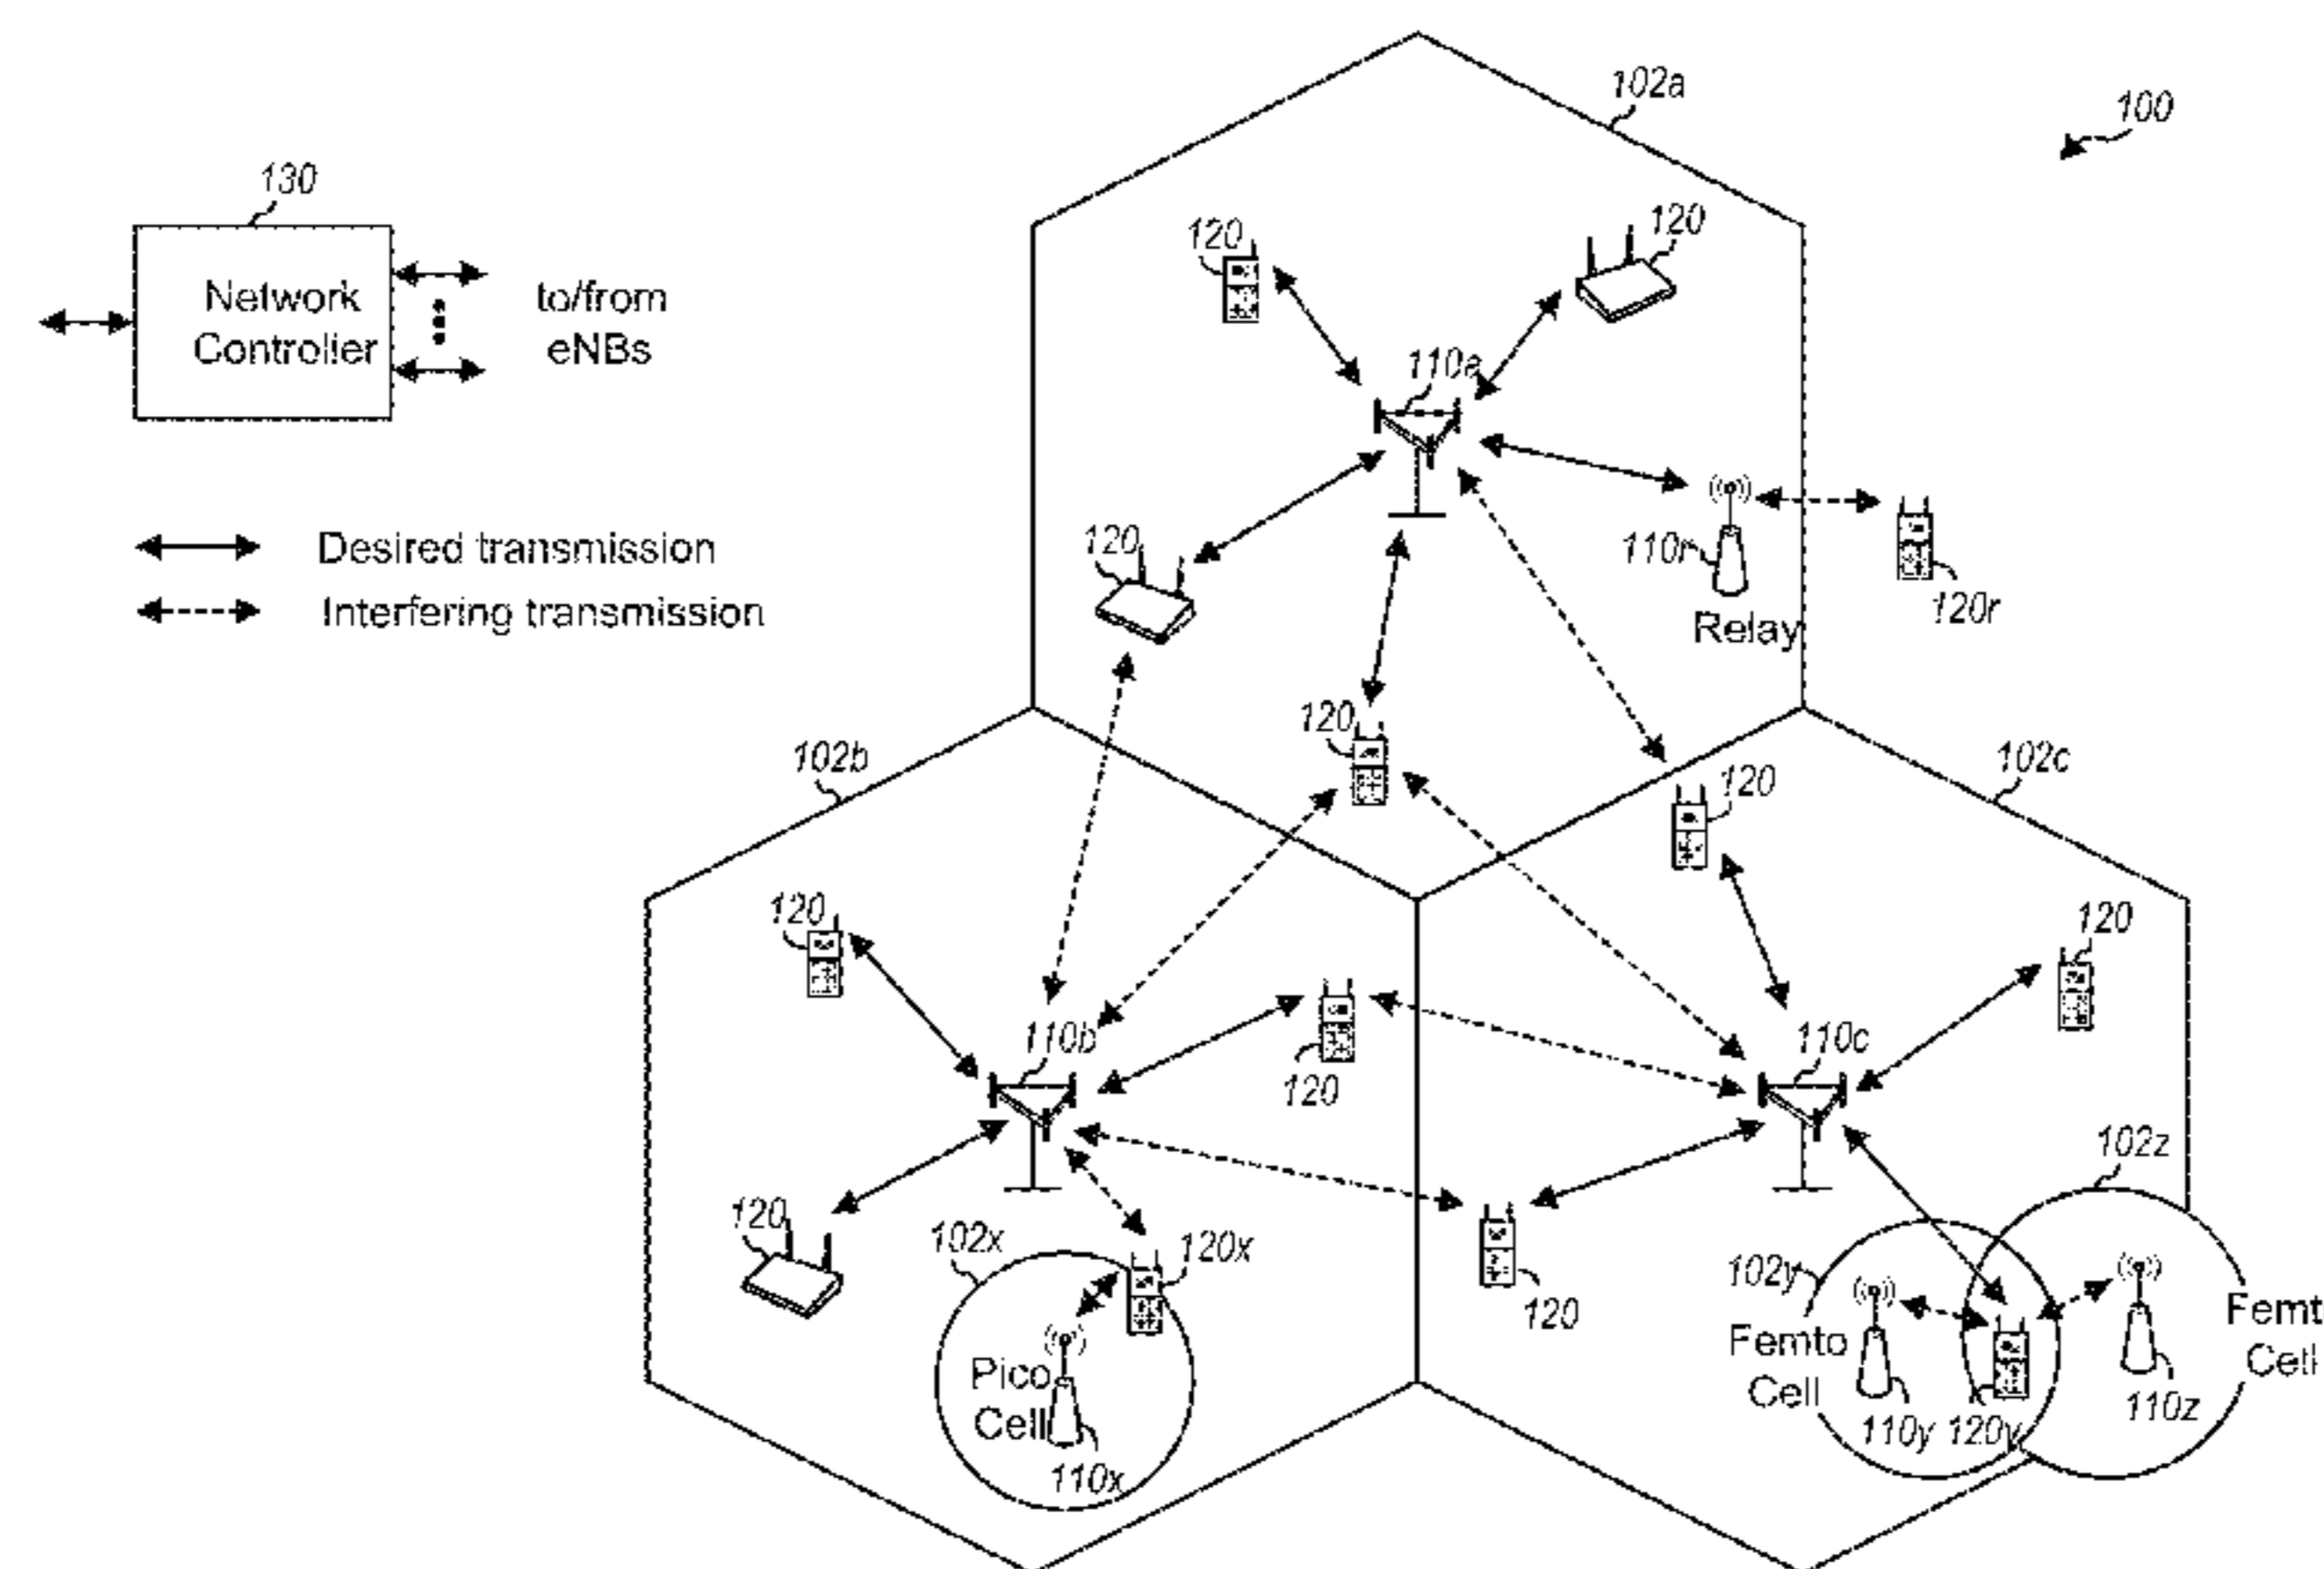 102a
100
130
120
120
Network
Controller
to/from
eNBs
110a
Desired transmission
Interfering transmission
120
110r
120r
Relay
120
102b
120
102c
120
120
110b
120
110c
102z
120
102x
120x
120
102y
Femto
Cell
Pico
Cell
110x
110y
120y
110z
Femt
Cell